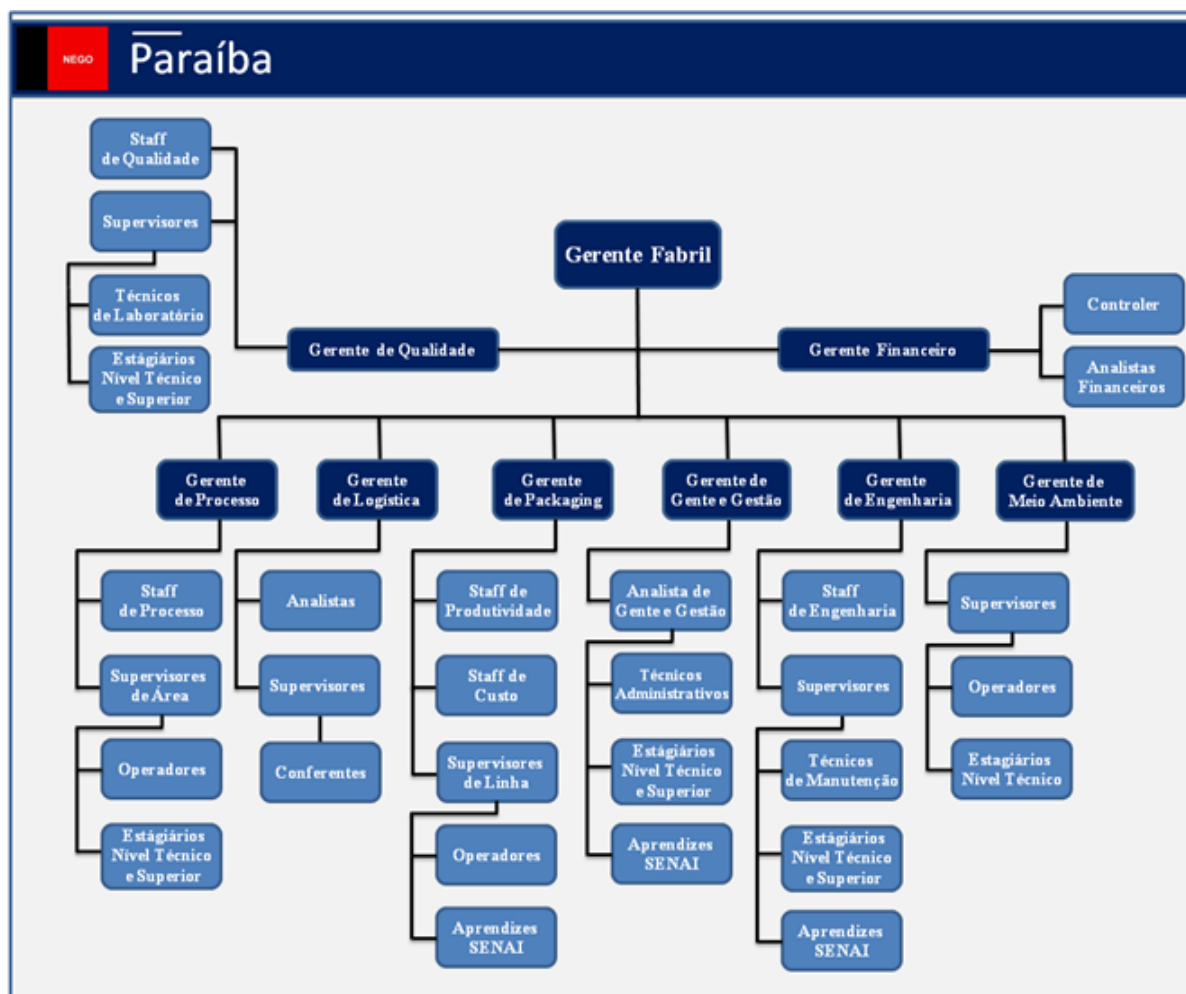 NEGO
Paraíba
Staff
de Qualidade
Supervisores
Técnicos
de Laboratório
Estágiários
Nível Técnico
e Superior
Gerente Fabril
Gerente de Qualidade
Gerente Financeiro
Controler
Analistas
Financeiros
Gerente
de Processo
Gerente
de Logística
Gerente
de Packaging
Gerente de
Gente e Gestão
Gerente
de Engenharia
Gerente de
Meio Ambiente
Staff
de Processo
Supervisores
de Área
Operadores
Estágiários
Nível Técnico
e Superior
Analistas
Supervisores
Conferentes
Staff de
Produtividade
Staff de
Custo
Supervisores
de Linha
Operadores
Aprendizes
SENAI
Analista de
Gente e Gestão
Técnicos
Administrativos
Estágiários
Nível Técnico
e Superior
Aprendizes
SENAI
Staff
de Engenharia
Supervisores
Técnicos
de Manutenção
Estágiários
Nível Técnico
e Superior
Aprendizes
SENAI
Supervisores
Operadores
Estagiários
Nível Técnico